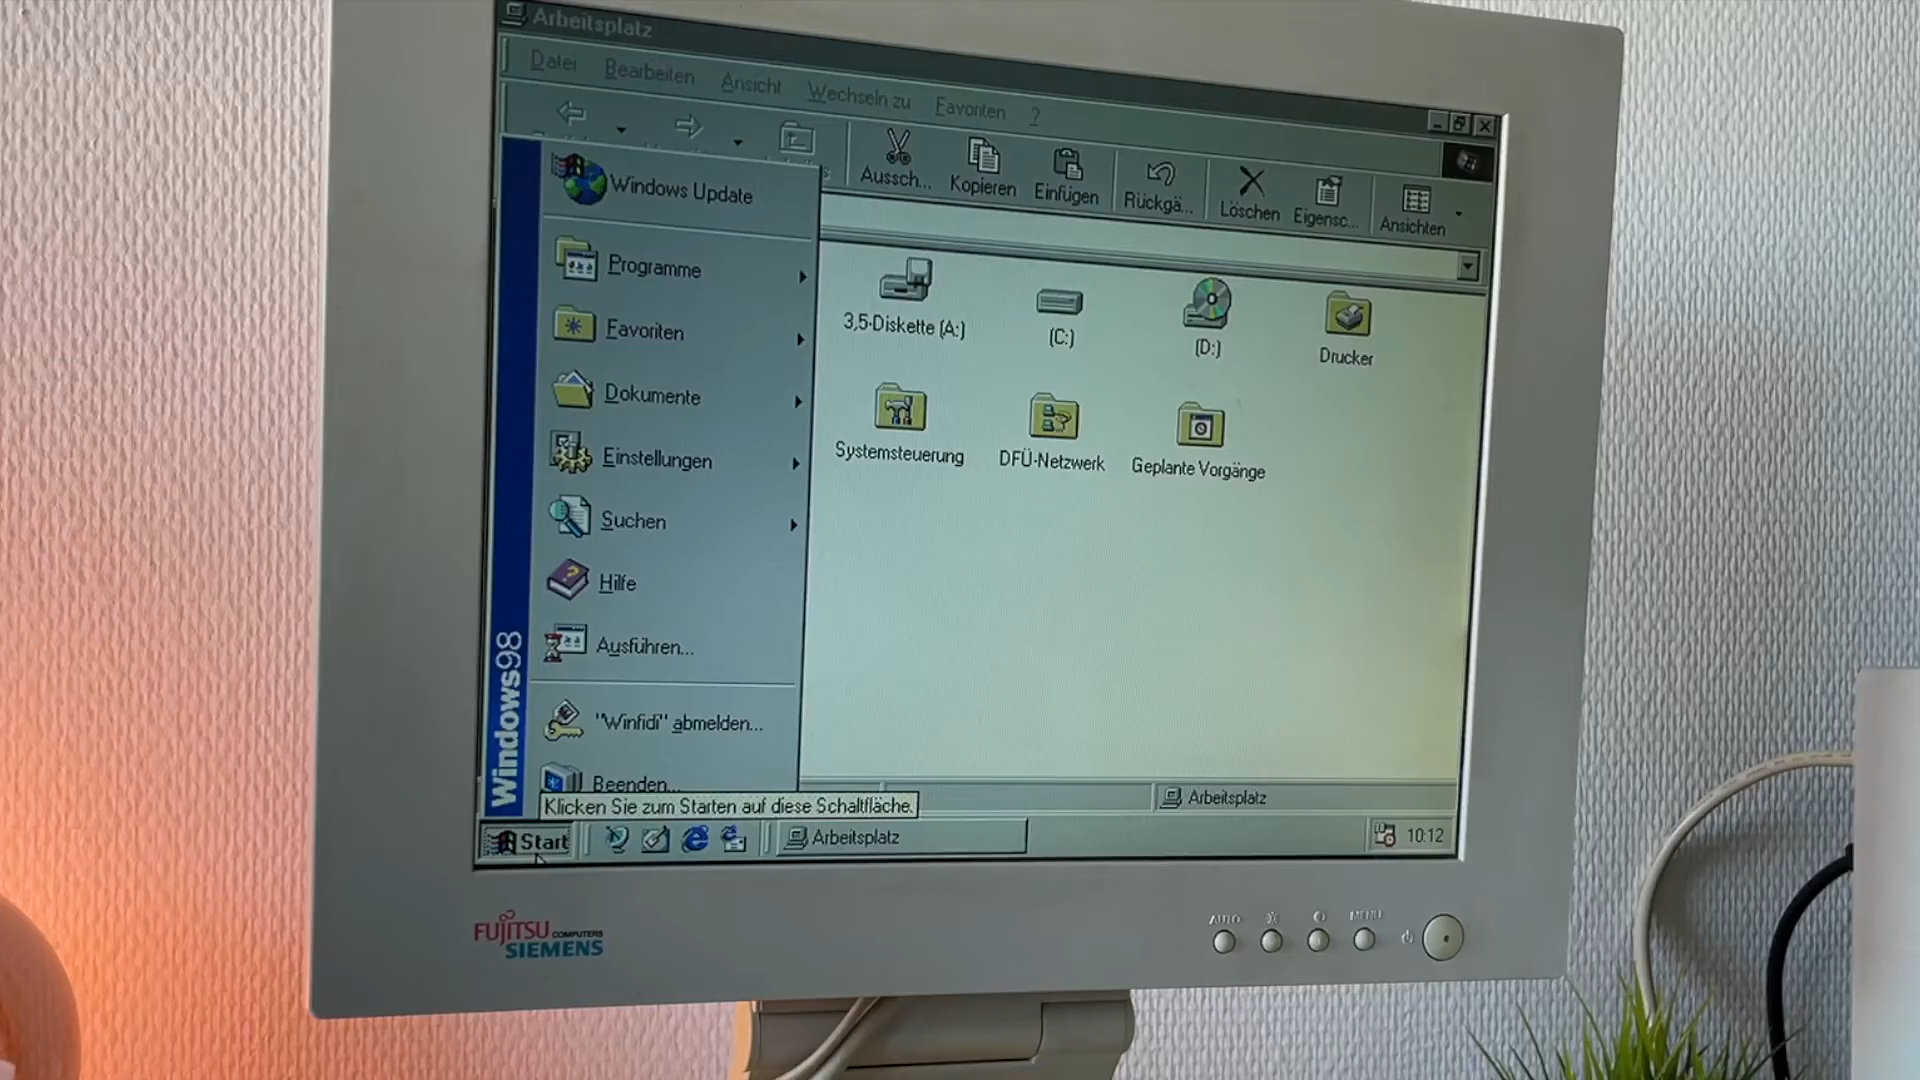 Arbeitsplatz
Datei Bearbeiten Ansicht Wechseln zu Favoriten ?
Aussch... Kopieren Einfügen Rückgä... Löschen Eigensc... Ansichten
Windows Update
Programme
Favoriten
Dokumente
Einstellungen
Suchen
Hilfe
Ausführen...
"Winfidi" abmelden...
Beenden...
Windows98
3,5-Diskette (A:) (C:) (D:) Drucker
Systemsteuerung DFÜ-Netzwerk Geplante Vorgänge
Arbeitsplatz
Klicken Sie zum Starten auf diese Schaltfläche.
Start Arbeitsplatz 10:12
FUJITSU COMPUTERS
SIEMENS
AUTO MENU